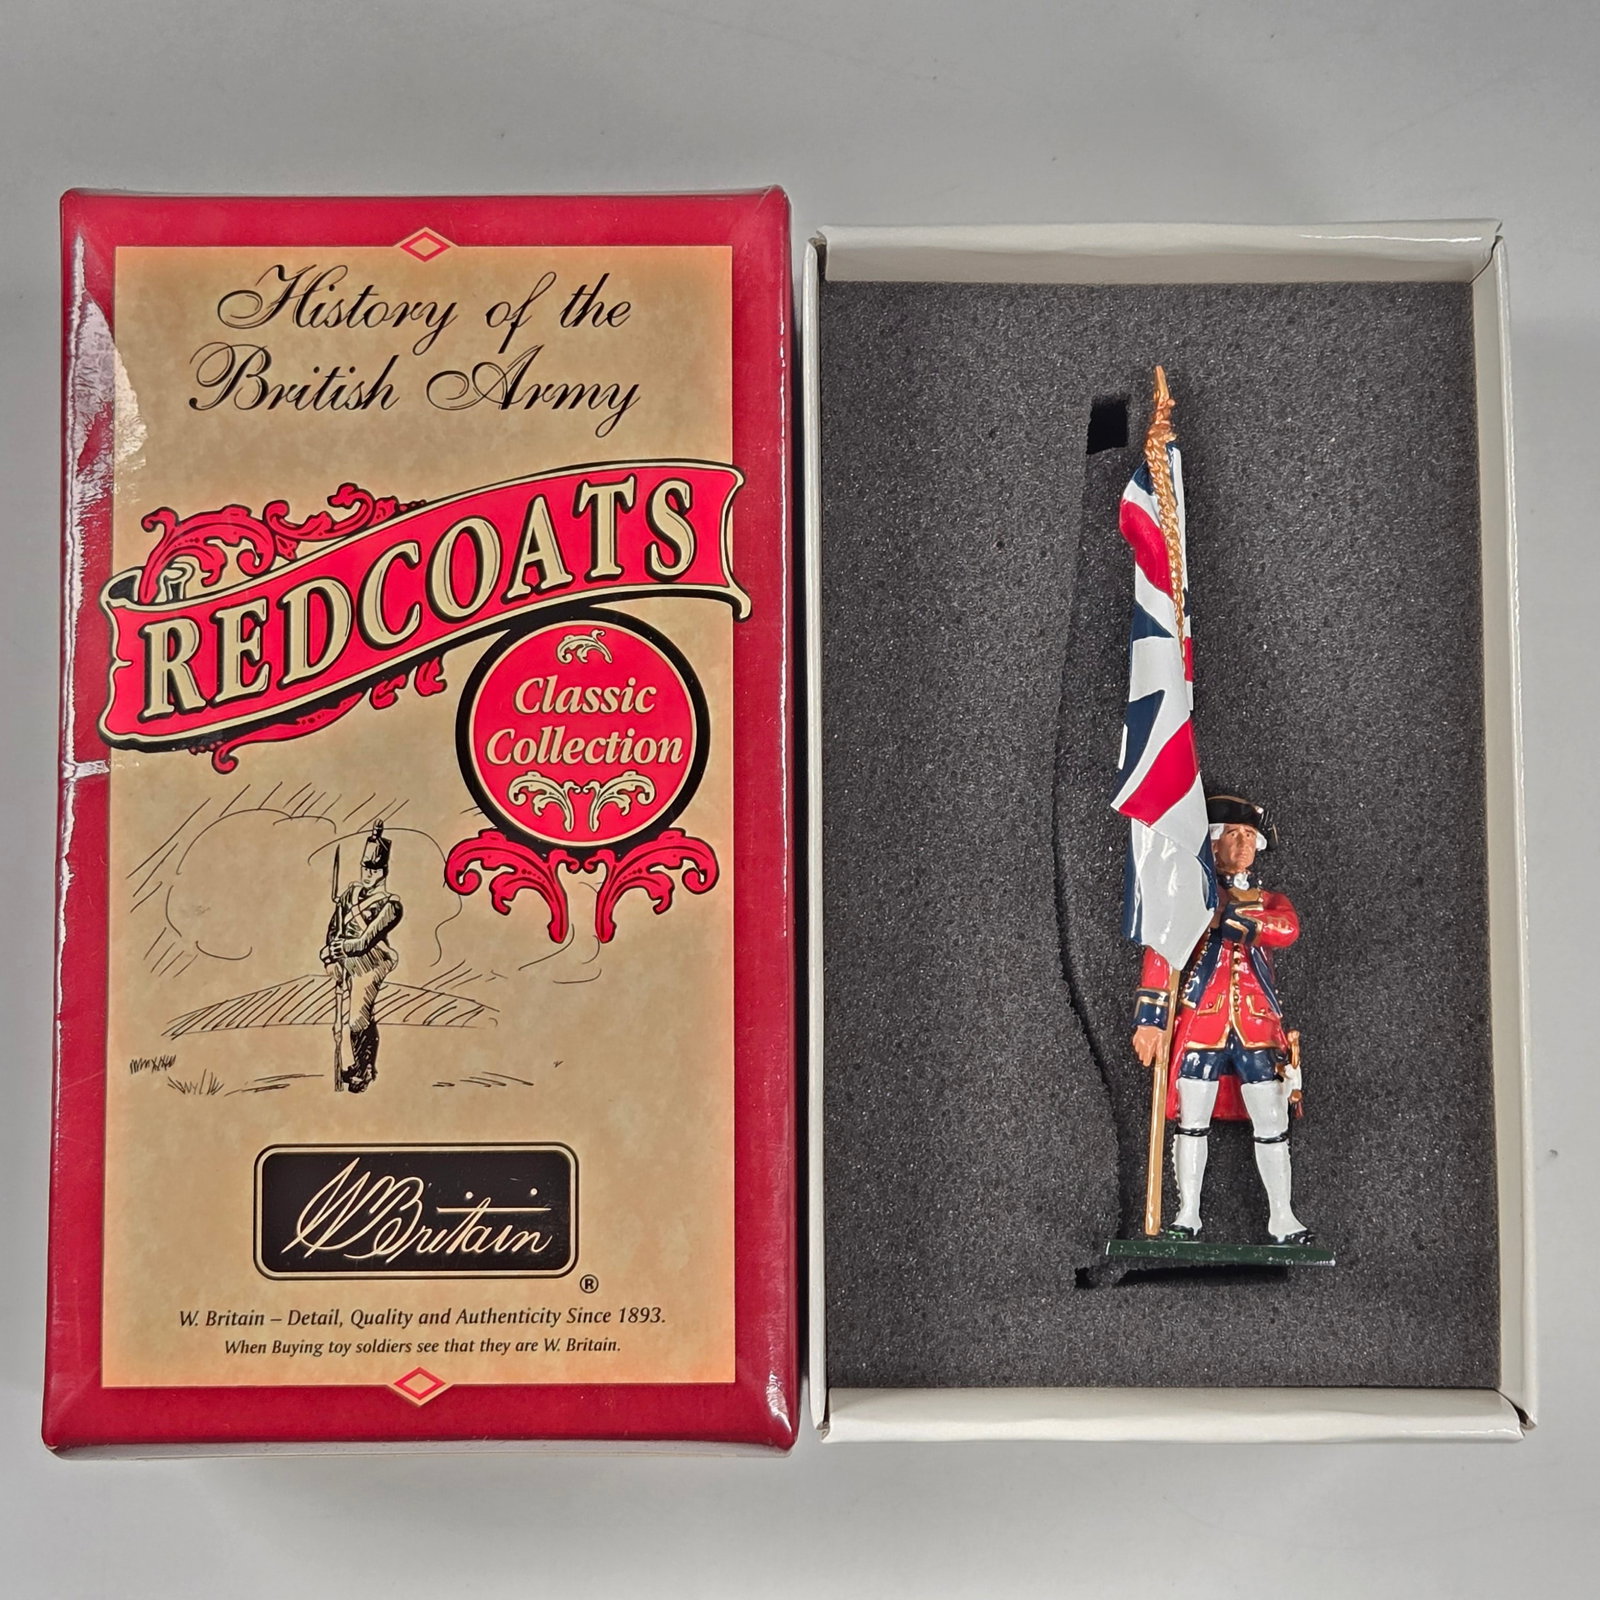 History of the
British Army
REDCOATS
Classic
Collection
W Britain
®
W. Britain – Detail, Quality and Authenticity Since 1893.
When Buying toy soldiers see that they are W. Britain.